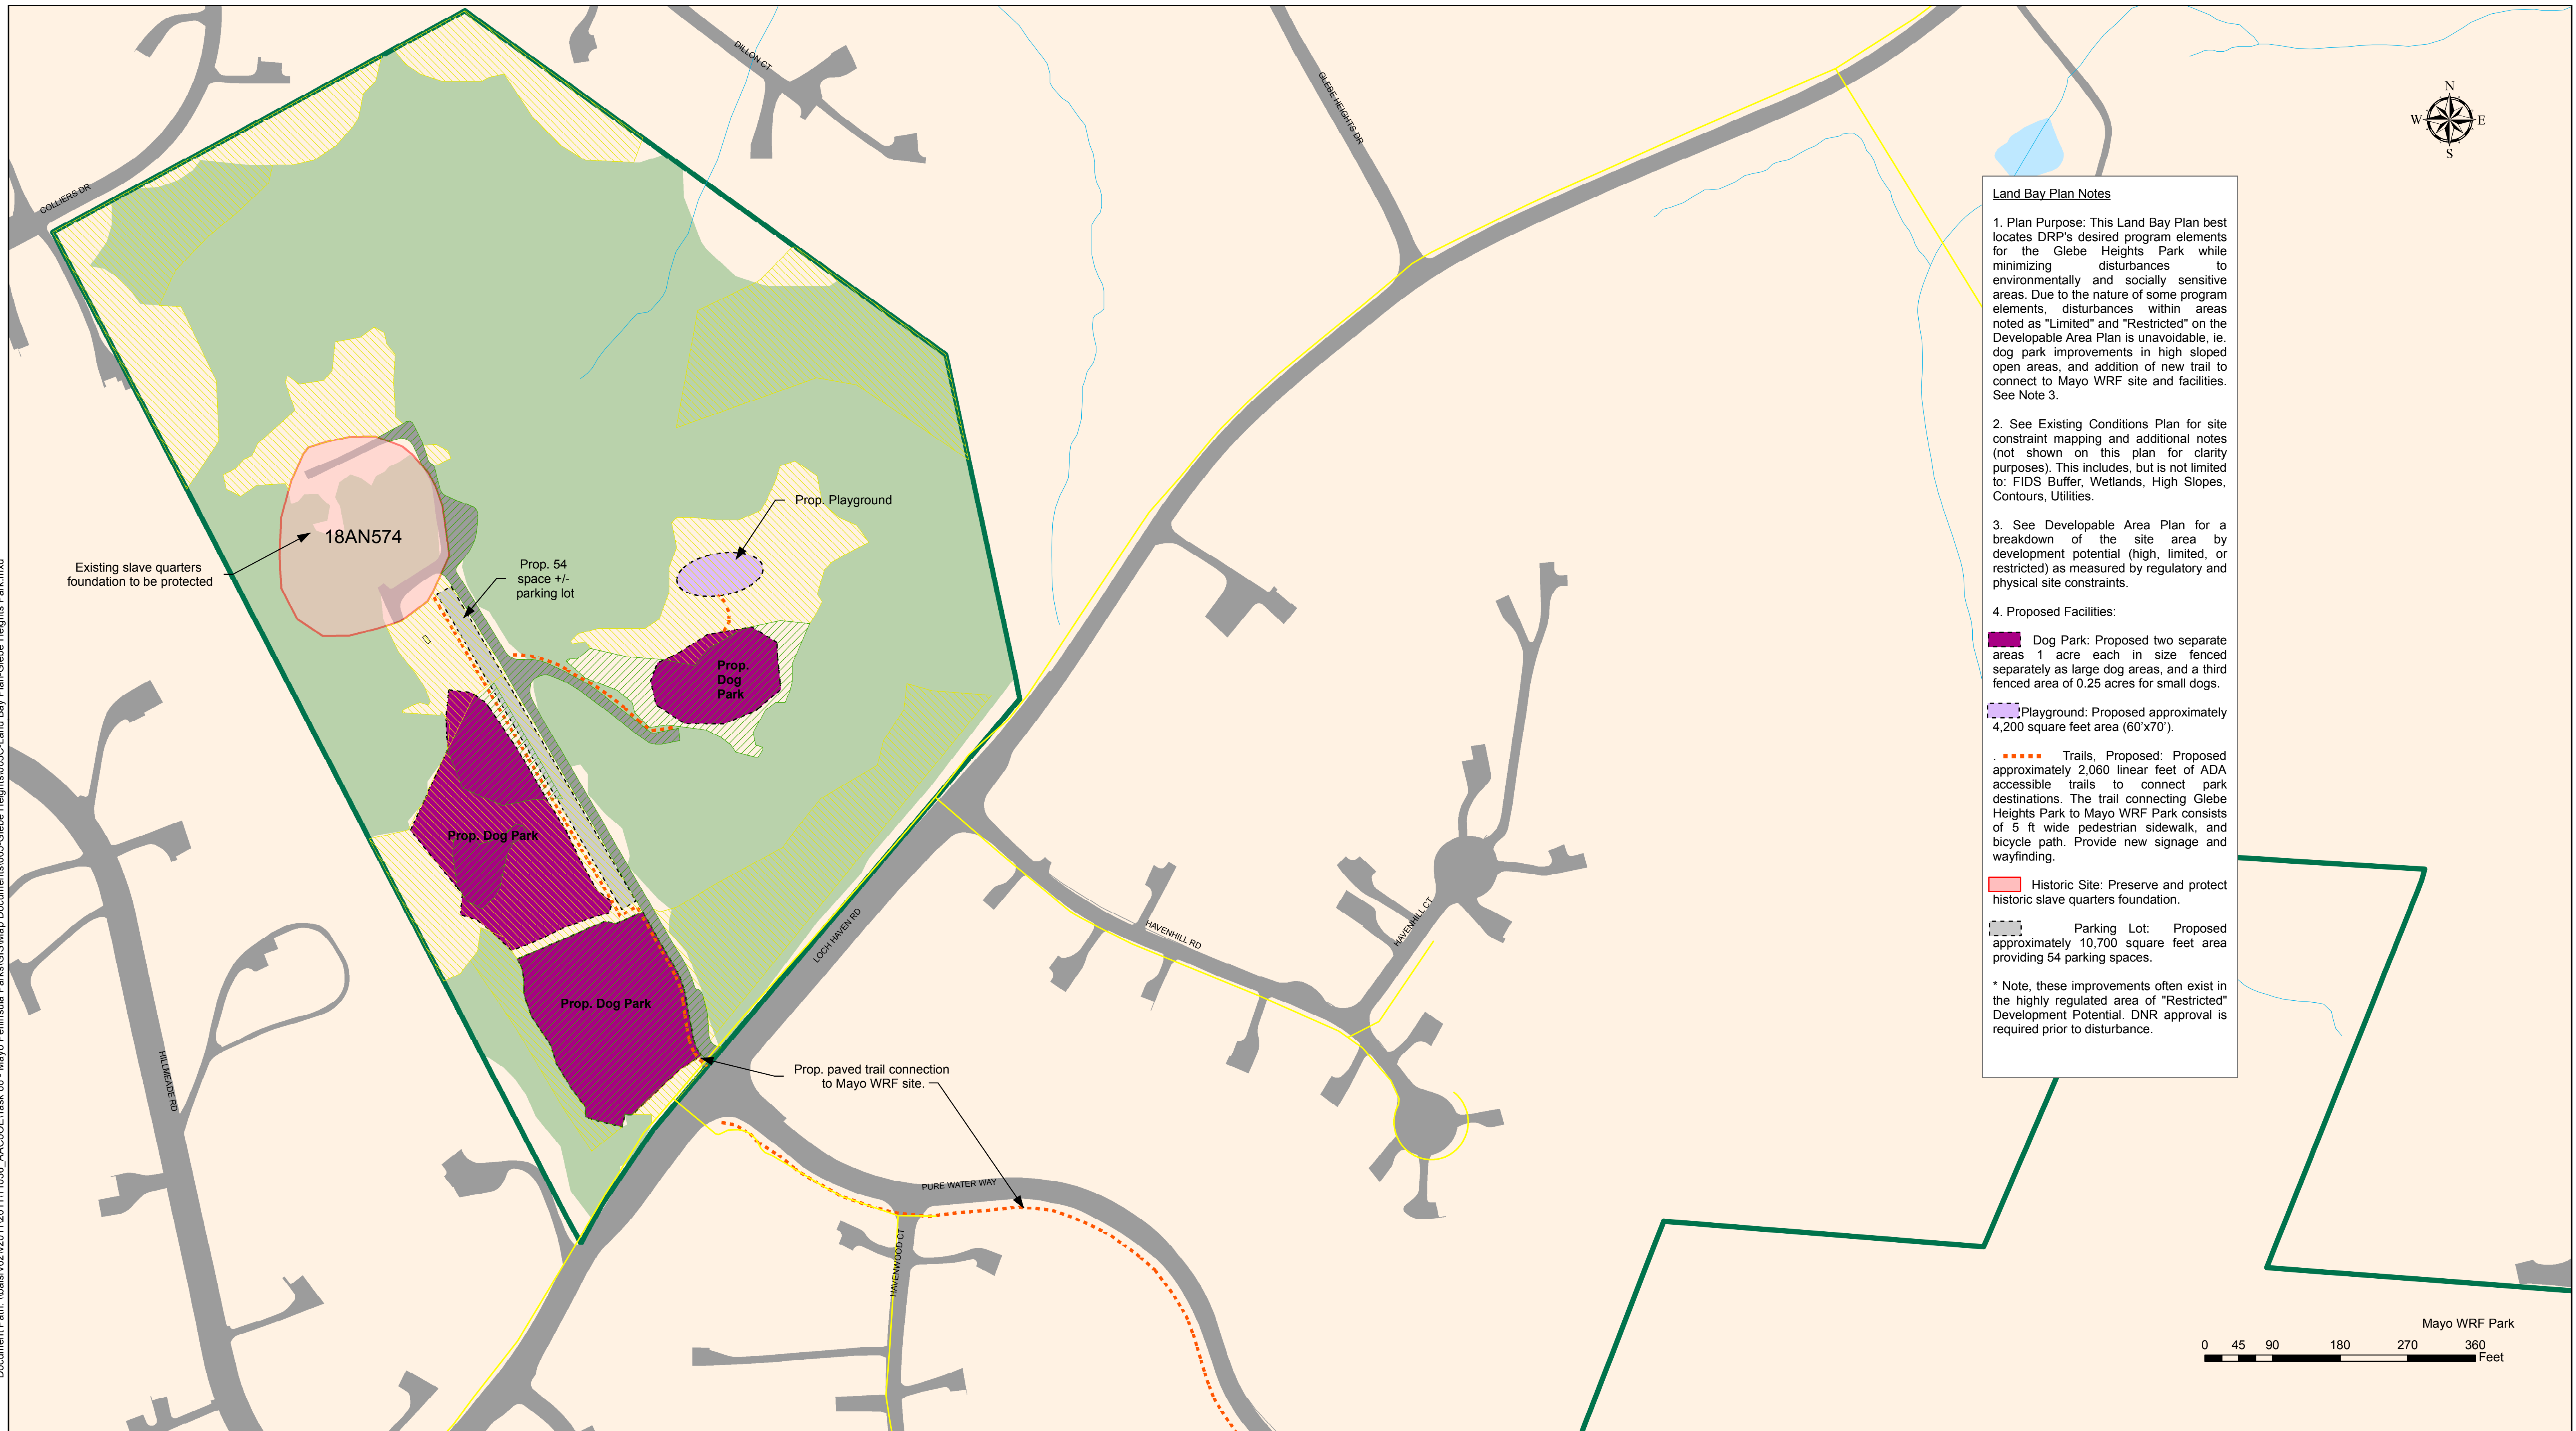 DILLON CT
GLEBE HEIGHTS DR
COLLIERS DR
N
W
E
S
Prop. Playground
18AN574
Existing slave quarters
foundation to be protected
Prop. 54
space +/-
parking lot
Prop.
Dog
Park
Prop. Dog Park
Prop. Dog Park
LOCH HAVEN RD
HAVENHILL RD
HAVENHILL CT
HILLMEADE RD
Prop. paved trail connection
to Mayo WRF site.
PURE WATER WAY
HAVENWOOD CT
Land Bay Plan Notes
1. Plan Purpose: This Land Bay Plan best
locates DRP's desired program elements
for the Glebe Heights Park while
minimizing disturbances to
environmentally and socially sensitive
areas. Due to the nature of some program
elements, disturbances within areas
noted as "Limited" and "Restricted" on the
Developable Area Plan is unavoidable, ie.
dog park improvements in high sloped
open areas, and addition of new trail to
connect to Mayo WRF site and facilities.
See Note 3.
2. See Existing Conditions Plan for site
constraint mapping and additional notes
(not shown on this plan for clarity
purposes). This includes, but is not limited
to: FIDS Buffer, Wetlands, High Slopes,
Contours, Utilities.
3. See Developable Area Plan for a
breakdown of the site area by
development potential (high, limited, or
restricted) as measured by regulatory and
physical site constraints.
4. Proposed Facilities:
Dog Park: Proposed two separate
areas 1 acre each in size fenced
separately as large dog areas, and a third
fenced area of 0.25 acres for small dogs.
Playground: Proposed approximately
4,200 square feet area (60'x70').
. Trails, Proposed: Proposed
approximately 2,060 linear feet of ADA
accessible trails to connect park
destinations. The trail connecting Glebe
Heights Park to Mayo WRF Park consists
of 5 ft wide pedestrian sidewalk, and
bicycle path. Provide new signage and
wayfinding.
Historic Site: Preserve and protect
historic slave quarters foundation.
Parking Lot: Proposed
approximately 10,700 square feet area
providing 54 parking spaces.
* Note, these improvements often exist in
the highly regulated area of "Restricted"
Development Potential. DNR approval is
required prior to disturbance.
Mayo WRF Park
0 45 90 180 270 360
Feet